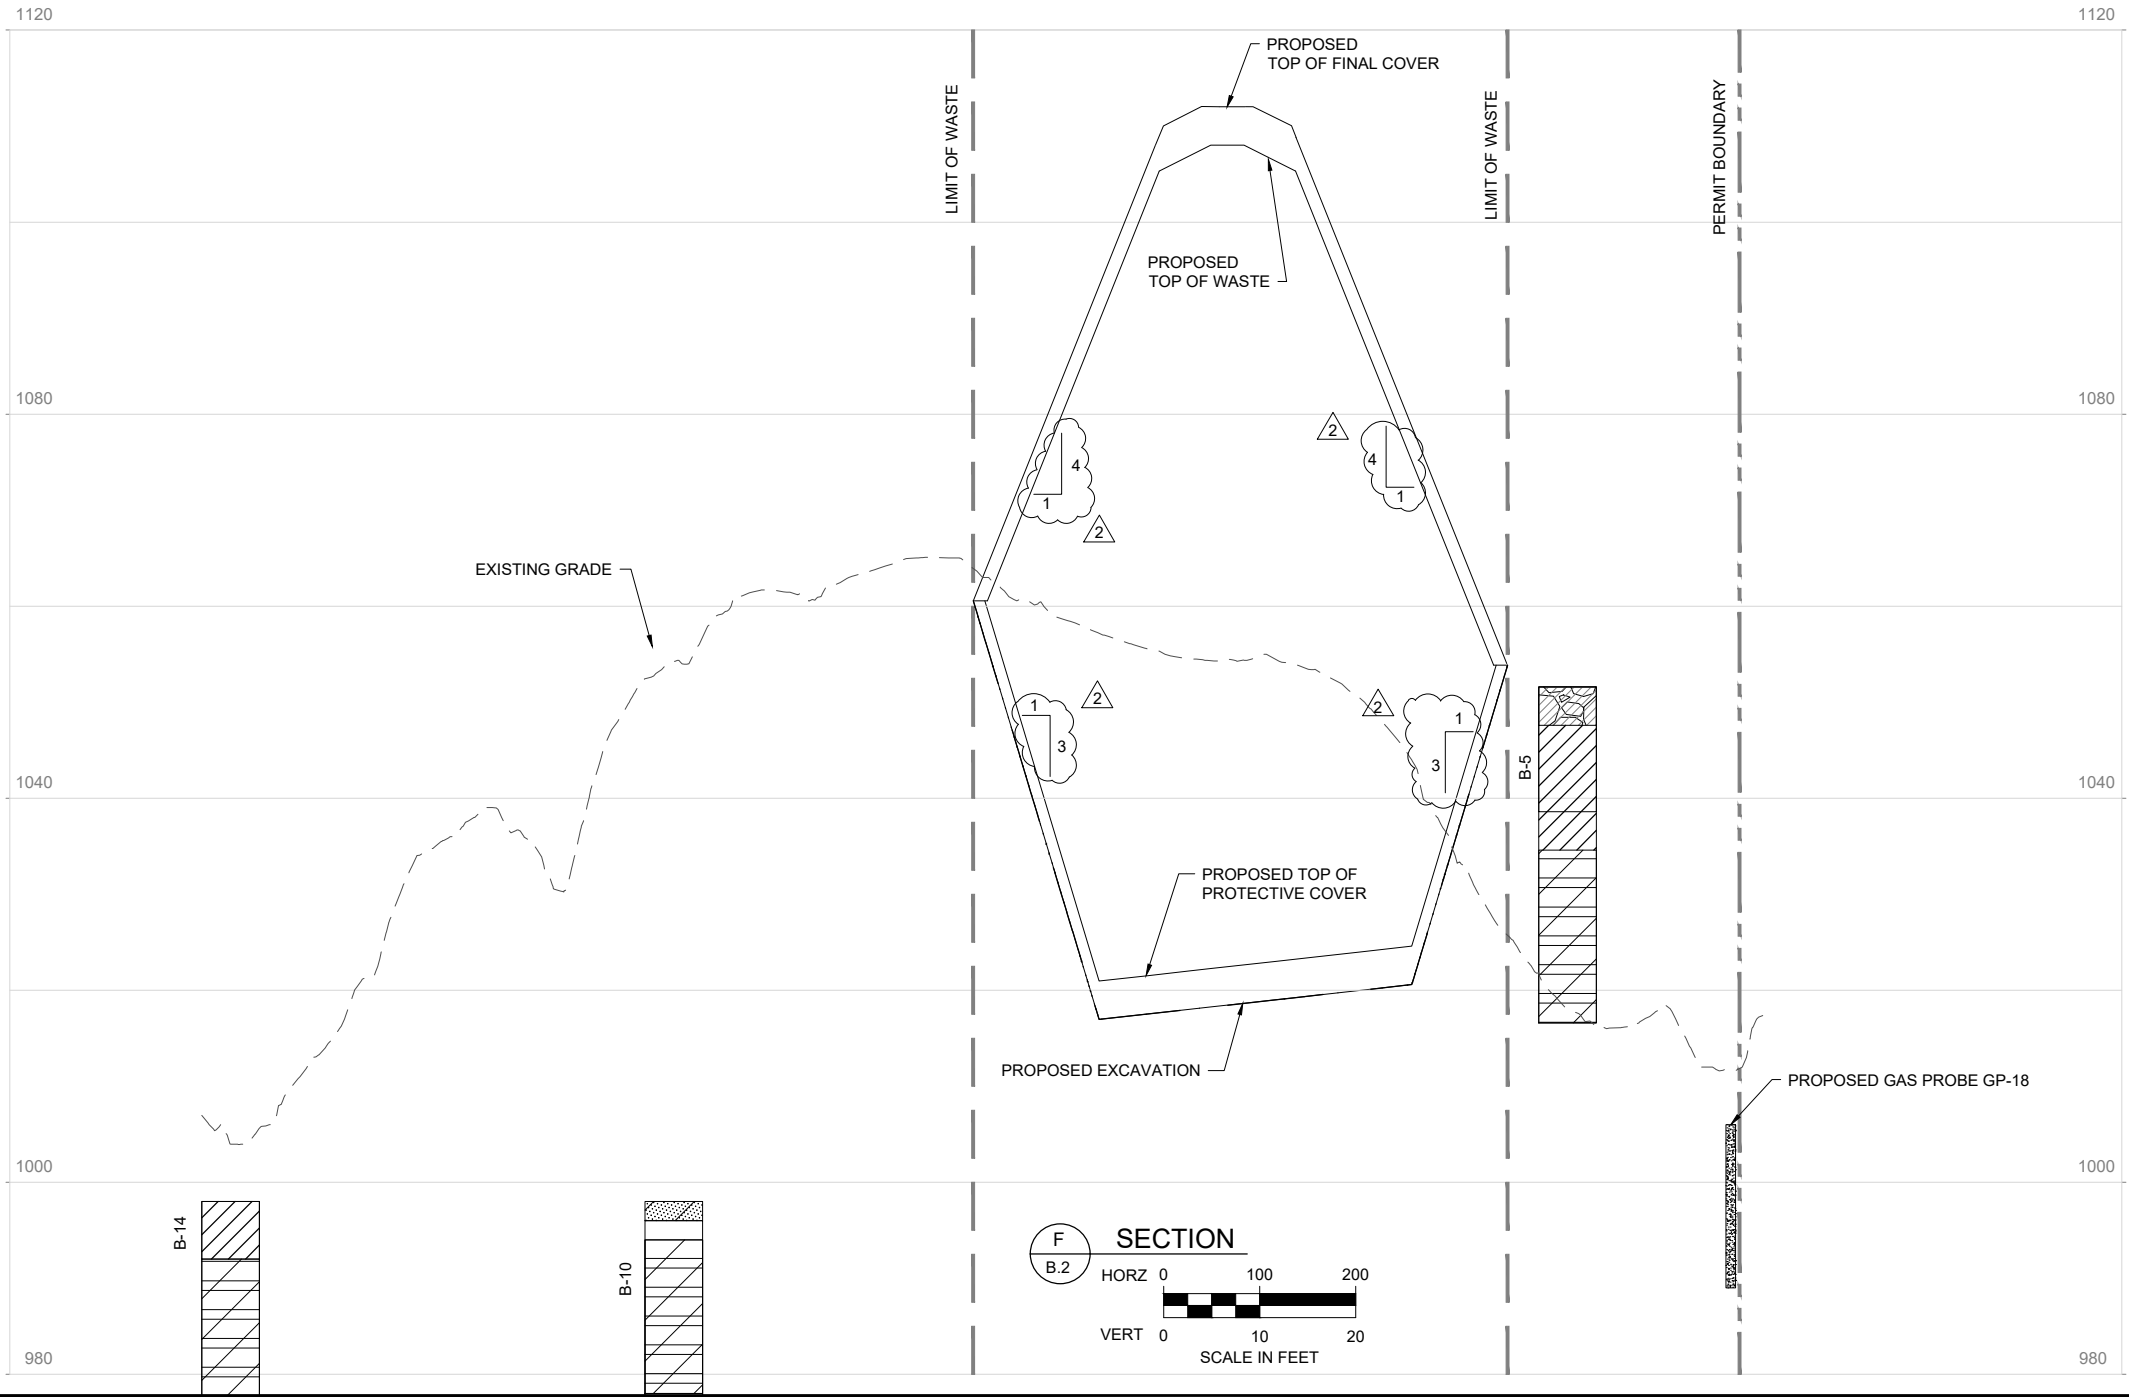 1120
1120
PROPOSED
TOP OF FINAL COVER
LIMIT OF WASTE
LIMIT OF WASTE
PERMIT BOUNDARY
PROPOSED
TOP OF WASTE
1080
1080
2
4
1
4
1
2
EXISTING GRADE
2
1
3
2
1
3
B-5
1040
1040
PROPOSED TOP OF
PROTECTIVE COVER
PROPOSED EXCAVATION
PROPOSED GAS PROBE GP-18
1000
1000
B-14
B-10
F
B.2
SECTION
HORZ 0 100 200
VERT 0 10 20
SCALE IN FEET
980
980